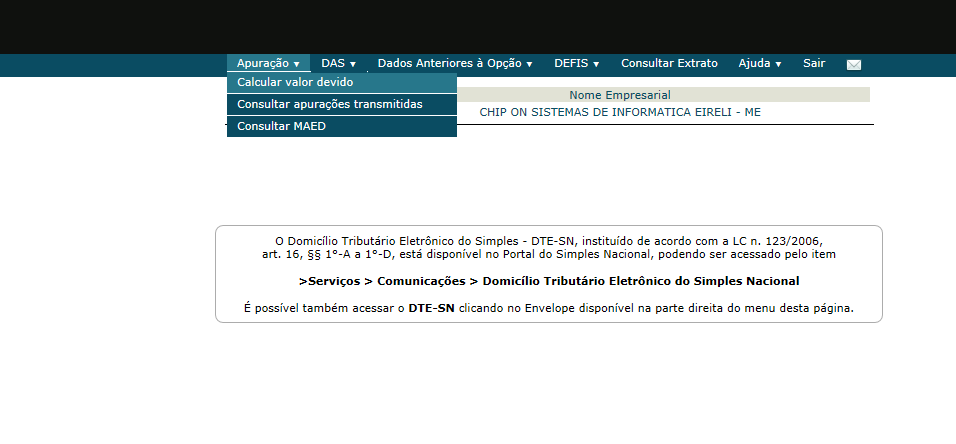 Apuração ▾ DAS ▾ Dados Anteriores à Opção ▾ DEFIS ▾ Consultar Extrato Ajuda ▾ Sair
Calcular valor devido
Consultar apurações transmitidas
Consultar MAED
Nome Empresarial
CHIP ON SISTEMAS DE INFORMATICA EIRELI - ME
O Domicílio Tributário Eletrônico do Simples - DTE-SN, instituído de acordo com a LC n. 123/2006,
art. 16, §§ 1°-A a 1°-D, está disponível no Portal do Simples Nacional, podendo ser acessado pelo item
>Serviços > Comunicações > Domicílio Tributário Eletrônico do Simples Nacional
É possível também acessar o DTE-SN clicando no Envelope disponível na parte direita do menu desta página.